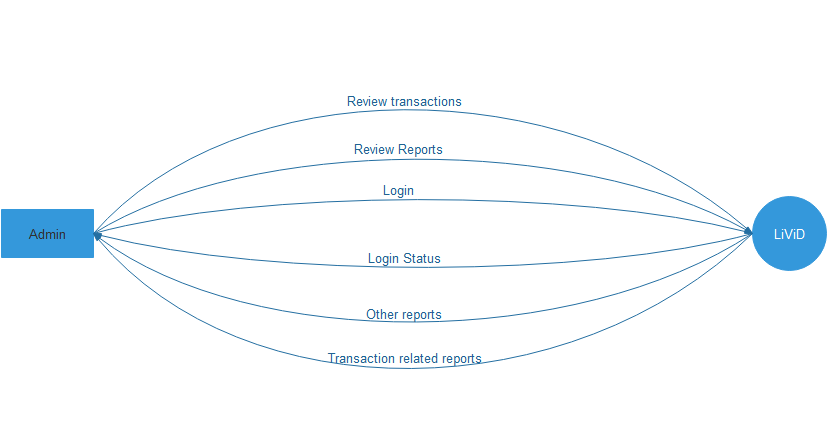 Review transactions
Review Reports
Login
Admin
LiViD
Login Status
Other reports
Transaction related reports